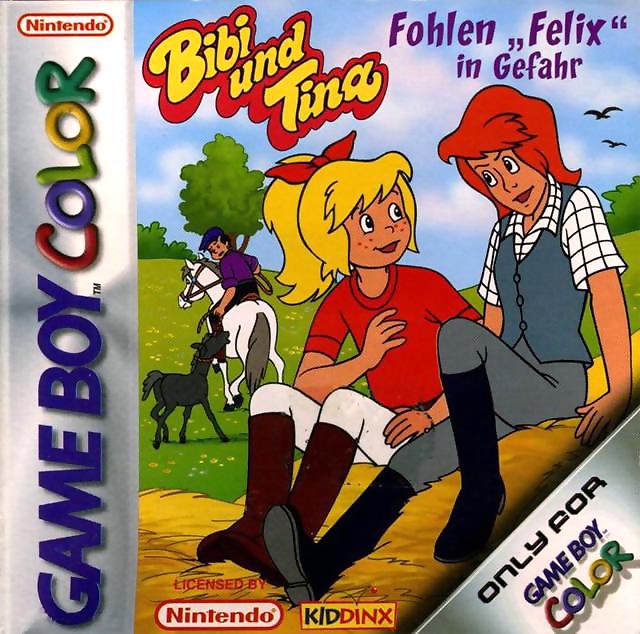 Nintendo
GAME BOY COLOR
TM
Bibi
und
Tina
Fohlen „Felix“
in Gefahr
LICENSED BY
Nintendo
KIDDINX
ONLY FOR
GAME BOY
COLOR